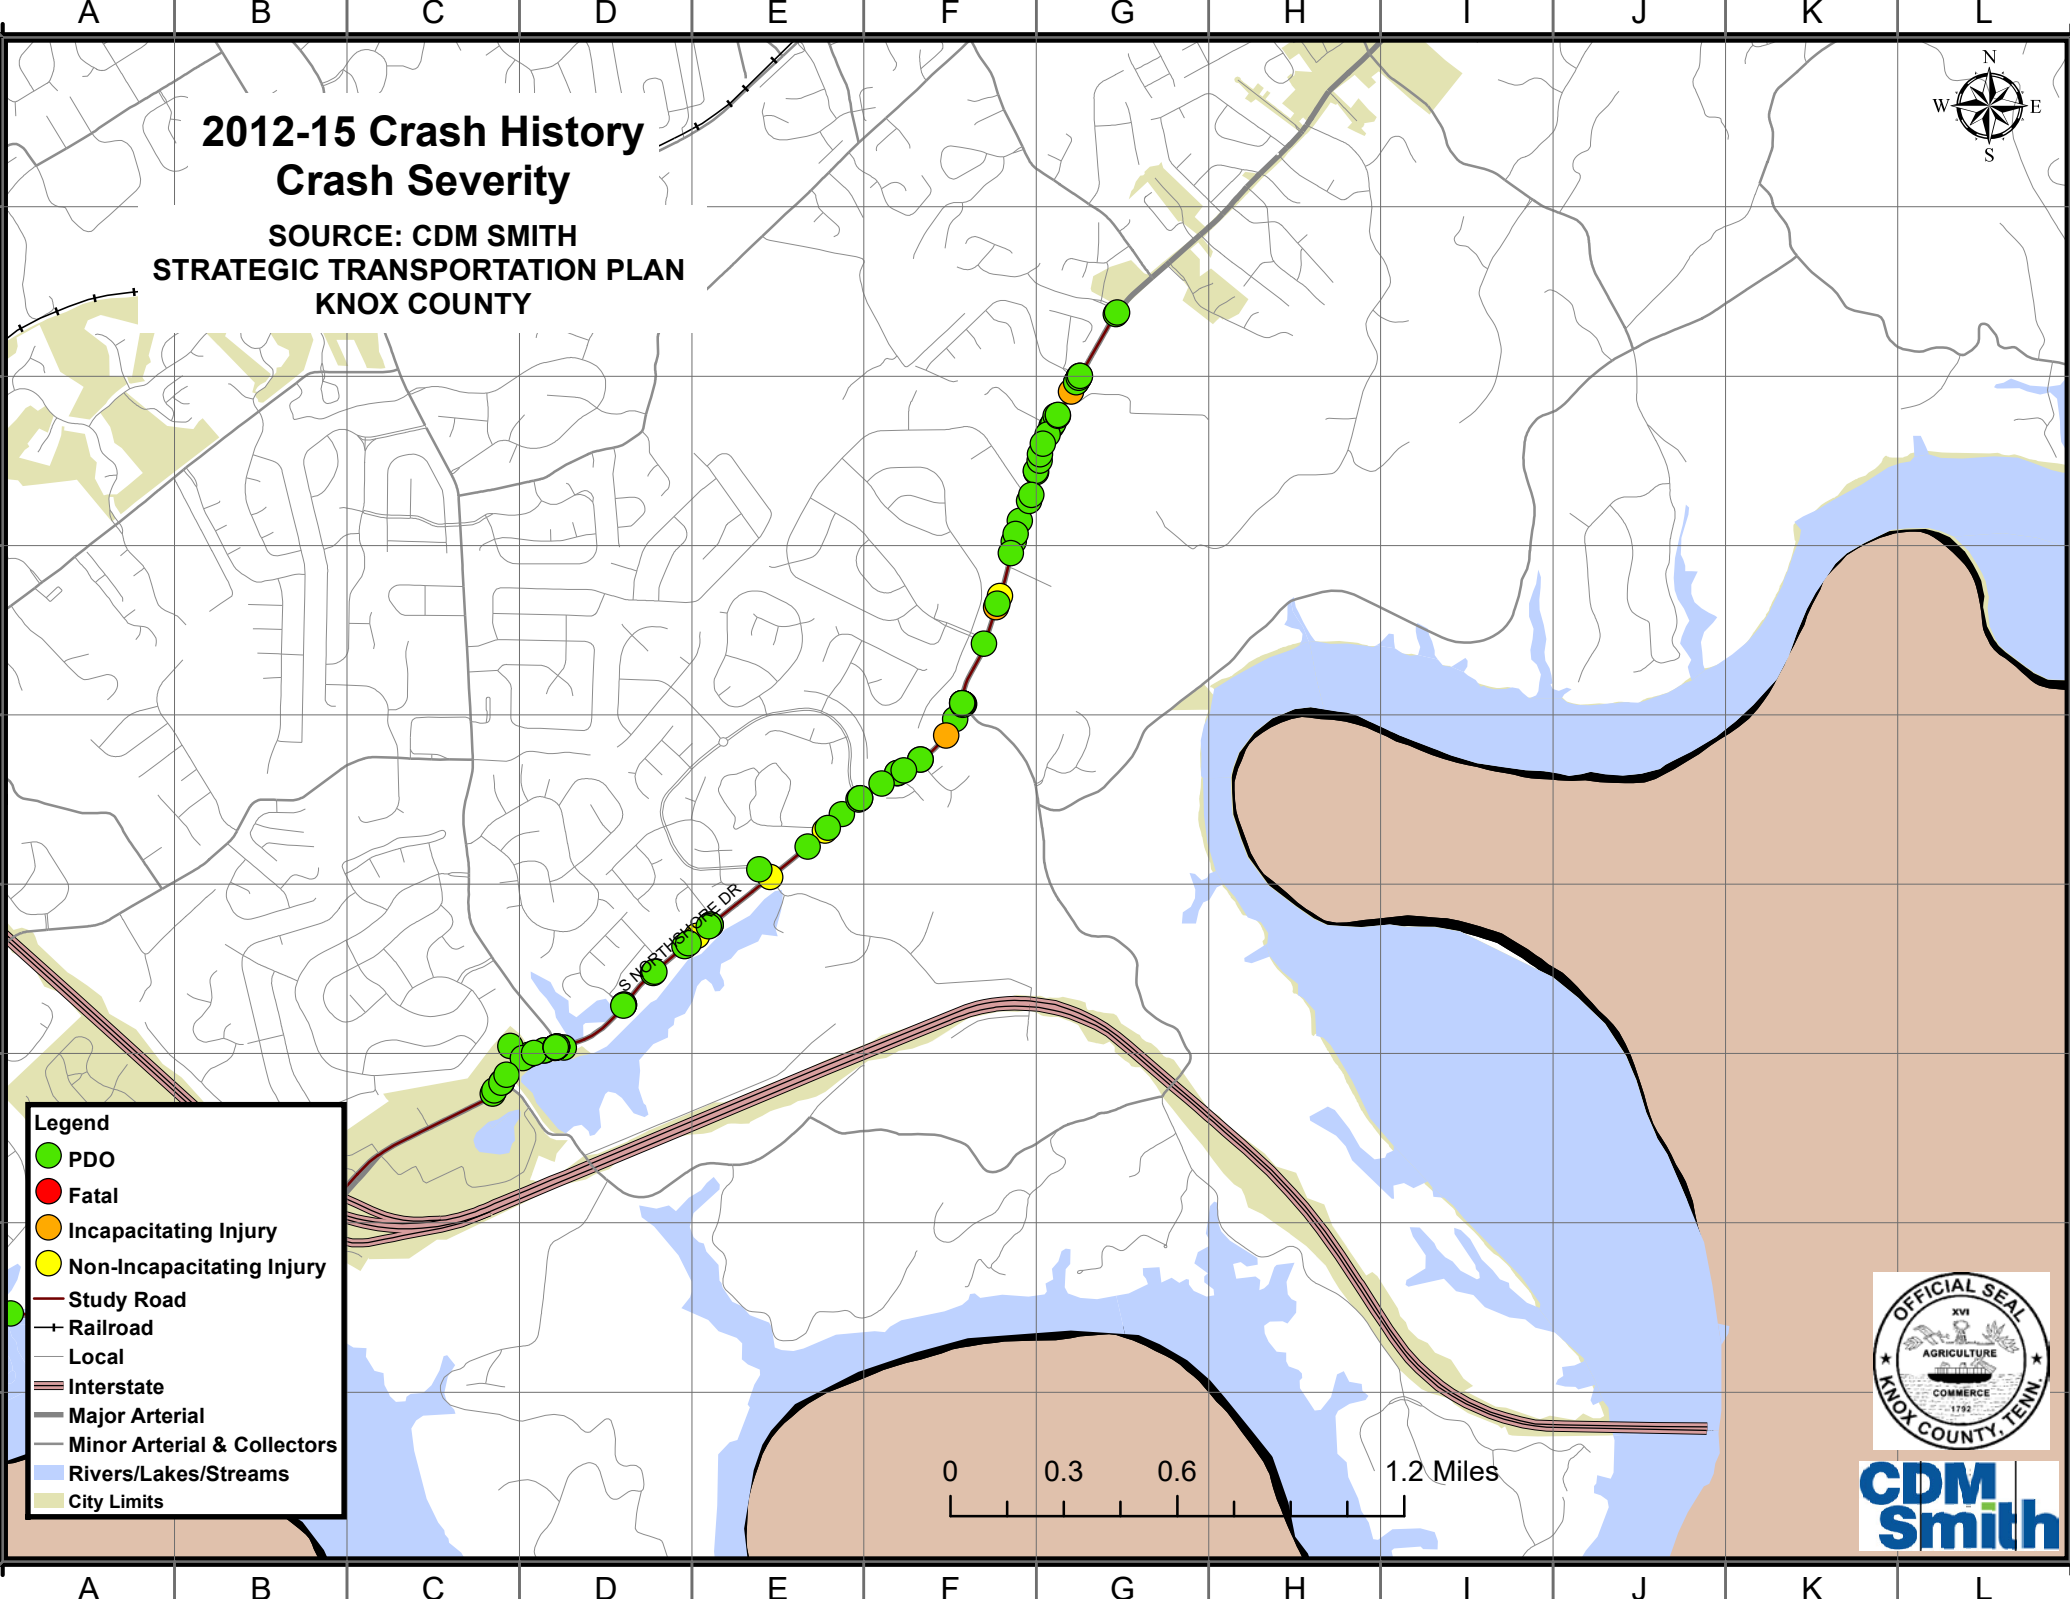 A B C D E F G H I J K L
2012-15 Crash History
Crash Severity
SOURCE: CDM SMITH
STRATEGIC TRANSPORTATION PLAN
KNOX COUNTY
N
W E
S
S NORTHSHORE DR
Legend
PDO
Fatal
Incapacitating Injury
Non-Incapacitating Injury
Study Road
Railroad
Local
Interstate
Major Arterial
Minor Arterial & Collectors
Rivers/Lakes/Streams
City Limits
0 0.3 0.6 1.2 Miles
OFFICIAL SEAL
XVI
AGRICULTURE
COMMERCE
1792
KNOX COUNTY, TENN.
CDM
Smith
A B C D E F G H I J K L